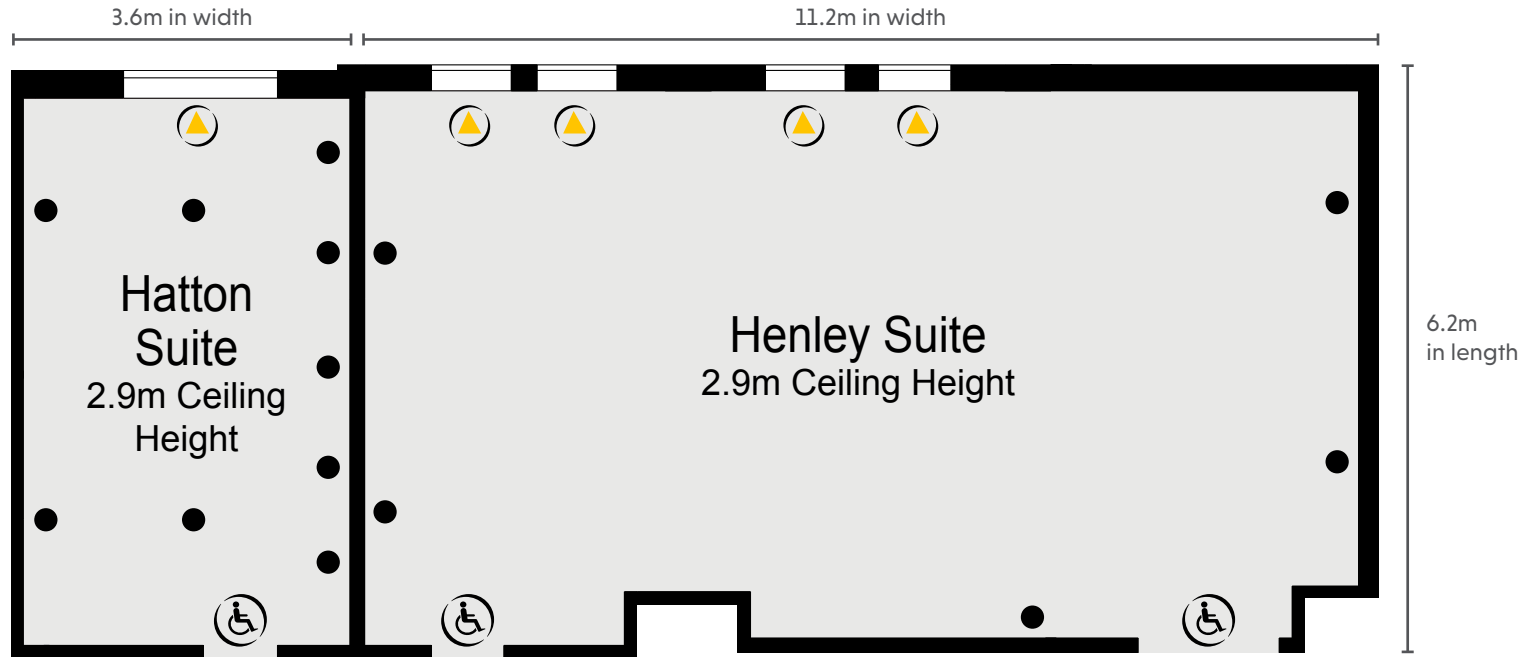 3.6m in width
11.2m in width
Hatton
Suite
2.9m Ceiling
Height
Henley Suite
2.9m Ceiling Height
6.2m
in length